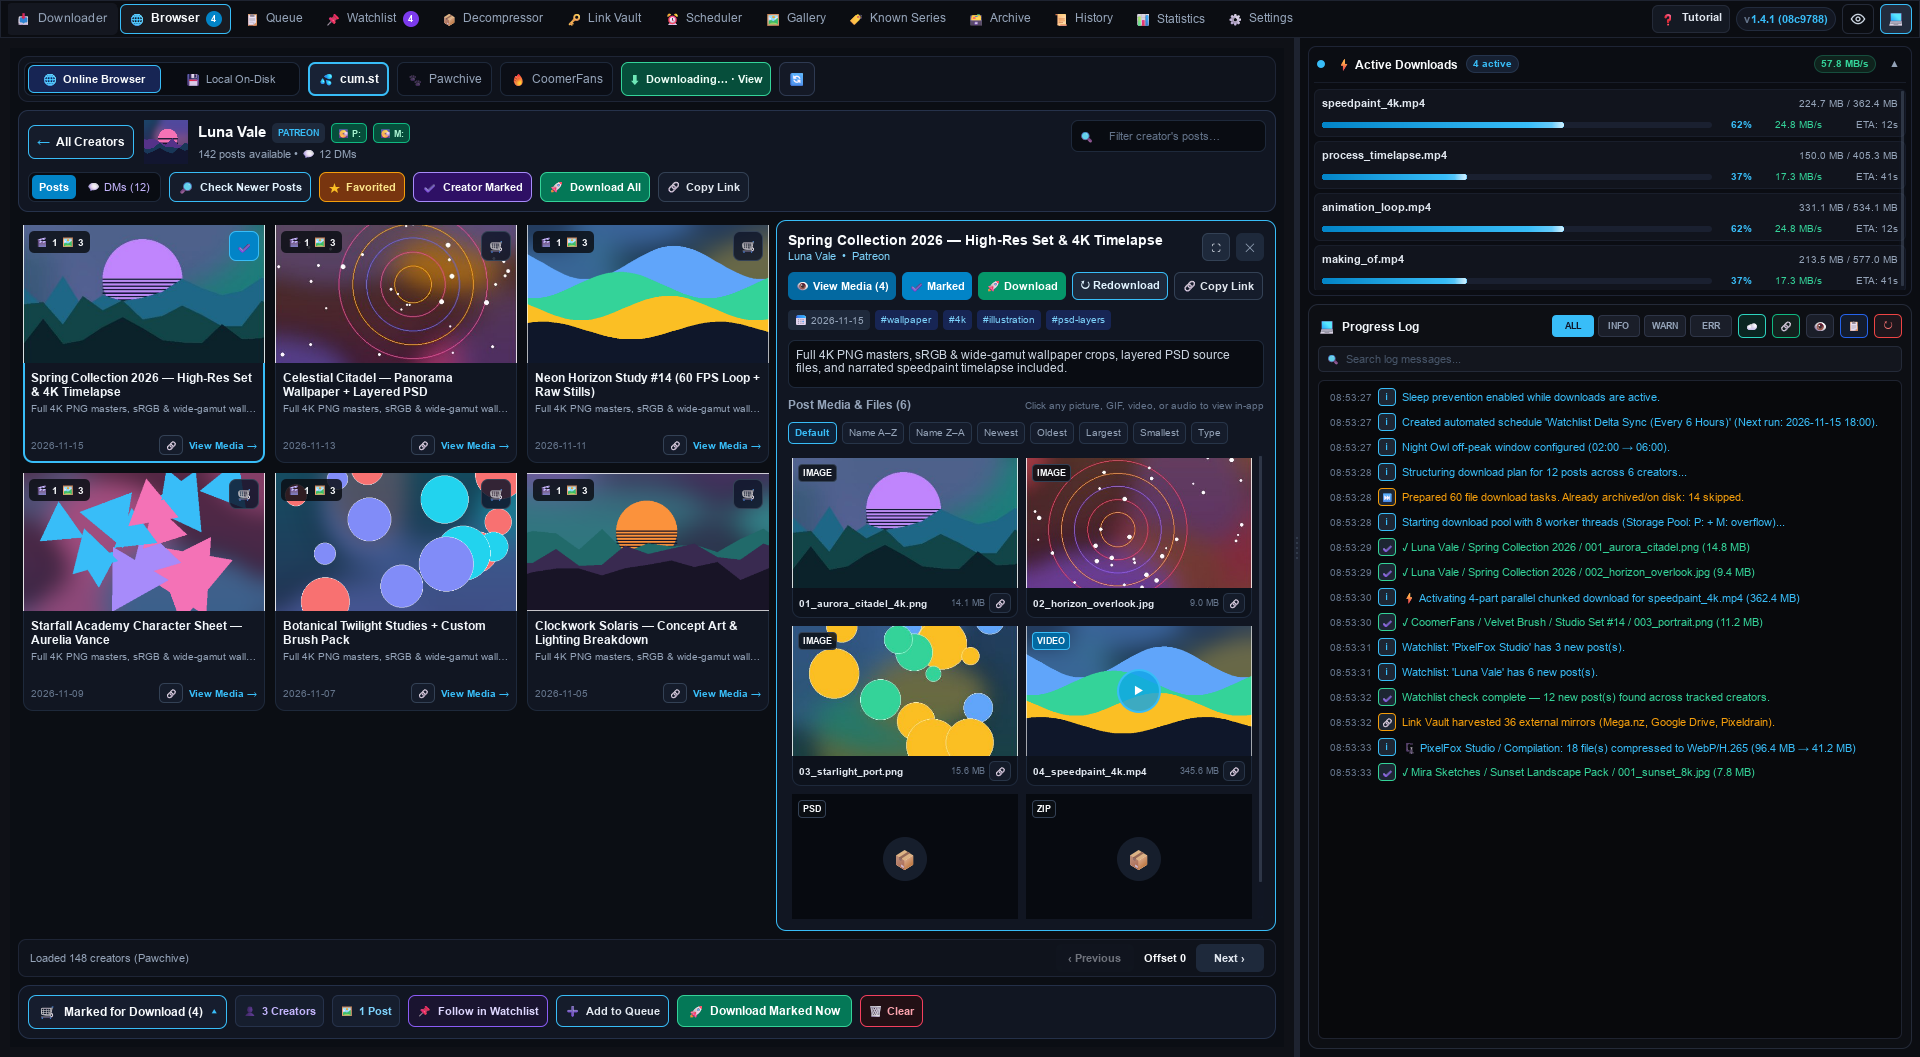 Downloader
Browser 4
Queue
Watchlist 4
Decompressor
Link Vault
Scheduler
Gallery
Known Series
Archive
History
Statistics
Settings
Tutorial
v1.4.1 (08c9788)
Online Browser
Local On-Disk
cum.st
Pawchive
CoomerFans
Downloading... · View
← All Creators
Luna Vale PATREON P: M:
142 posts available • 12 DMs
Filter creator's posts...
Posts
DMs (12)
Check Newer Posts
Favorited
Creator Marked
Download All
Copy Link
1 3
Spring Collection 2026 — High-Res Set & 4K Timelapse
Full 4K PNG masters, sRGB & wide-gamut wall...
2026-11-15
View Media →
1 3
Celestial Citadel — Panorama Wallpaper + Layered PSD
Full 4K PNG masters, sRGB & wide-gamut wall...
2026-11-13
View Media →
1 3
Neon Horizon Study #14 (60 FPS Loop + Raw Stills)
Full 4K PNG masters, sRGB & wide-gamut wall...
2026-11-11
View Media →
1 3
Starfall Academy Character Sheet — Aurelia Vance
Full 4K PNG masters, sRGB & wide-gamut wall...
2026-11-09
View Media →
1 3
Botanical Twilight Studies + Custom Brush Pack
Full 4K PNG masters, sRGB & wide-gamut wall...
2026-11-07
View Media →
1 3
Clockwork Solaris — Concept Art & Lighting Breakdown
Full 4K PNG masters, sRGB & wide-gamut wall...
2026-11-05
View Media →
Spring Collection 2026 — High-Res Set & 4K Timelapse
Luna Vale • Patreon
View Media (4)
Marked
Download
↻ Redownload
Copy Link
2026-11-15
#wallpaper
#4k
#illustration
#psd-layers
Full 4K PNG masters, sRGB & wide-gamut wallpaper crops, layered PSD source
files, and narrated speedpaint timelapse included.
Post Media & Files (6)
Click any picture, GIF, video, or audio to view in-app
Default
Name A–Z
Name Z–A
Newest
Oldest
Largest
Smallest
Type
IMAGE
01_aurora_citadel_4k.png 14.1 MB
IMAGE
02_horizon_overlook.jpg 9.0 MB
IMAGE
03_starlight_port.png 15.6 MB
VIDEO
04_speedpaint_4k.mp4 345.6 MB
PSD
ZIP
Loaded 148 creators (Pawchive)
‹ Previous
Offset 0
Next ›
Marked for Download (4)
3 Creators
1 Post
Follow in Watchlist
Add to Queue
Download Marked Now
Clear
Active Downloads 4 active
57.8 MB/s
speedpaint_4k.mp4 224.7 MB / 362.4 MB
62% 24.8 MB/s ETA: 12s
process_timelapse.mp4 150.0 MB / 405.3 MB
37% 17.3 MB/s ETA: 41s
animation_loop.mp4 331.1 MB / 534.1 MB
62% 24.8 MB/s ETA: 12s
making_of.mp4 213.5 MB / 577.0 MB
37% 17.3 MB/s ETA: 41s
Progress Log
ALL
INFO
WARN
ERR
Search log messages...
08:53:27 i Sleep prevention enabled while downloads are active.
08:53:27 i Created automated schedule 'Watchlist Delta Sync (Every 6 Hours)' (Next run: 2026-11-15 18:00).
08:53:27 i Night Owl off-peak window configured (02:00 → 06:00).
08:53:28 i Structuring download plan for 12 posts across 6 creators...
08:53:28 Prepared 60 file download tasks. Already archived/on disk: 14 skipped.
08:53:28 i Starting download pool with 8 worker threads (Storage Pool: P: + M: overflow)...
08:53:29 ✓ Luna Vale / Spring Collection 2026 / 001_aurora_citadel.png (14.8 MB)
08:53:29 ✓ Luna Vale / Spring Collection 2026 / 002_horizon_overlook.jpg (9.4 MB)
08:53:30 i Activating 4-part parallel chunked download for speedpaint_4k.mp4 (362.4 MB)
08:53:30 ✓ CoomerFans / Velvet Brush / Studio Set #14 / 003_portrait.png (11.2 MB)
08:53:31 i Watchlist: 'PixelFox Studio' has 3 new post(s).
08:53:31 i Watchlist: 'Luna Vale' has 6 new post(s).
08:53:32 Watchlist check complete — 12 new post(s) found across tracked creators.
08:53:32 Link Vault harvested 36 external mirrors (Mega.nz, Google Drive, Pixeldrain).
08:53:33 i PixelFox Studio / Compilation: 18 file(s) compressed to WebP/H.265 (96.4 MB → 41.2 MB)
08:53:33 ✓ Mira Sketches / Sunset Landscape Pack / 001_sunset_8k.jpg (7.8 MB)